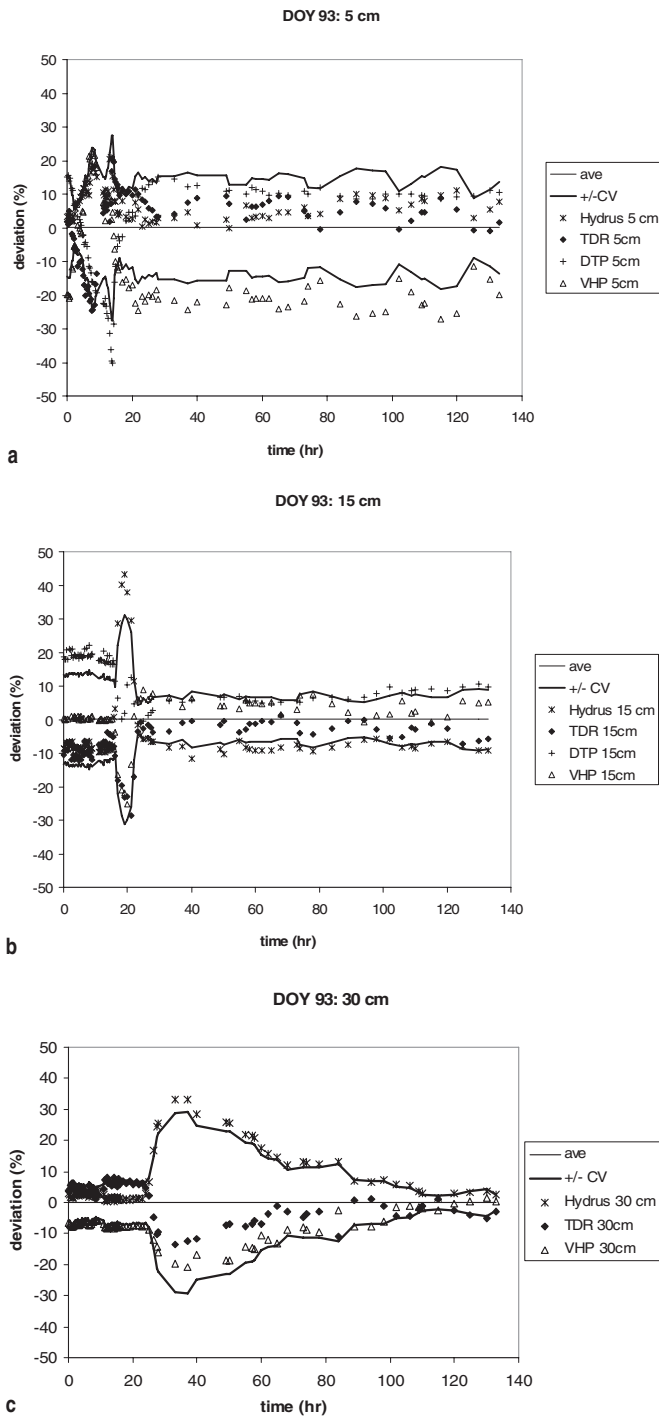 DOY 93: 5 cm
50
40
30
20
10
0
-10
-20
-30
-40
-50
deviation (%)
0 20 40 60 80 100 120 140
time (hr)
ave
+/-CV
Hydrus 5 cm
TDR 5cm
DTP 5cm
VHP 5cm
a
DOY 93: 15 cm
50
40
30
20
10
0
-10
-20
-30
-40
-50
deviation (%)
0 20 40 60 80 100 120 140
time (hr)
ave
+/- CV
Hydrus 15 cm
TDR 15cm
DTP 15cm
VHP 15cm
b
DOY 93: 30 cm
50
40
30
20
10
0
-10
-20
-30
-40
-50
deviation (%)
0 20 40 60 80 100 120 140
time (hr)
ave
+/- CV
Hydrus 30 cm
TDR 30cm
VHP 30cm
c